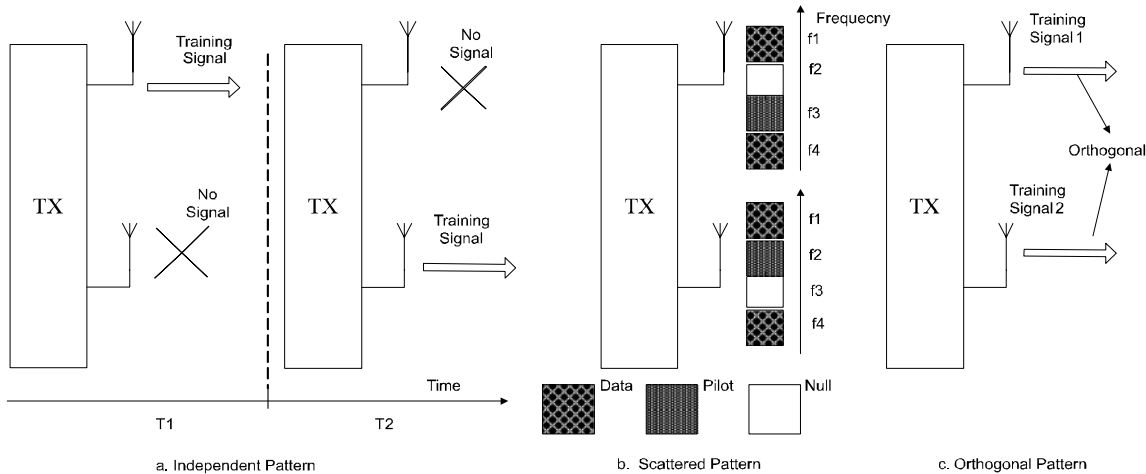 Training
Signal
No
Signal
TX
No
Signal
TX
Training
Signal
Time
T1
T2
a. Independent Pattern
Frequecny
f1
f2
f3
f4
TX
f1
f2
f3
f4
Data
Pilot
Null
b. Scattered Pattern
Training
Signal 1
Orthogonal
TX
Training
Signal 2
c. Orthogonal Pattern